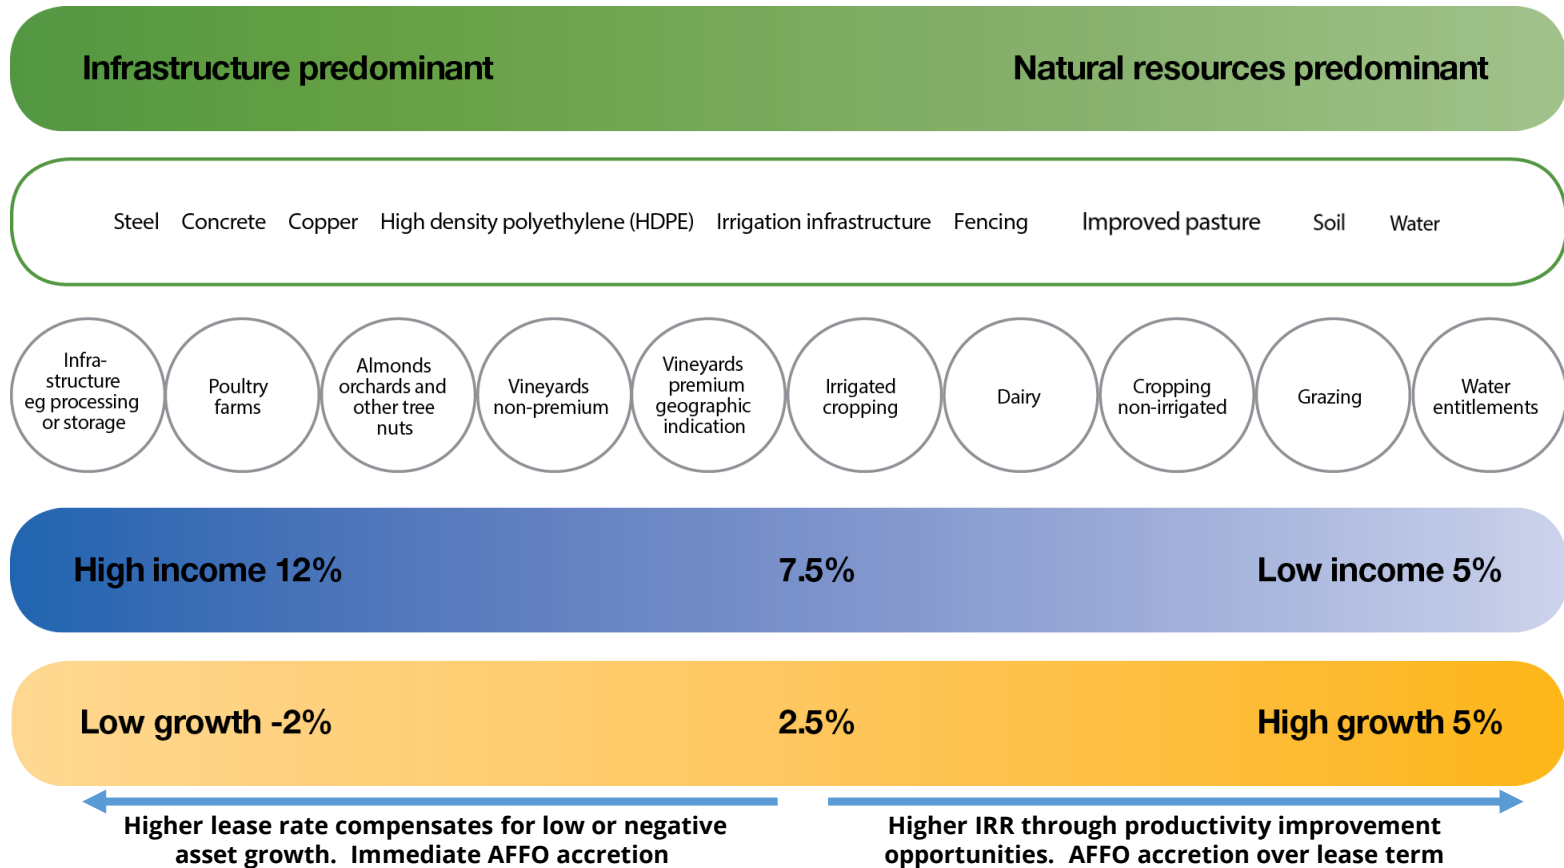 Infrastructure predominant
Natural resources predominant
Steel Concrete Copper High density polyethylene (HDPE) Irrigation infrastructure Fencing Improved pasture Soil Water
Infra-
structure
eg processing
or storage
Poultry
farms
Almonds
orchards and
other tree
nuts
Vineyards
non-premium
Vineyards
premium
geographic
indication
Irrigated
cropping
Dairy
Cropping
non-irrigated
Grazing
Water
entitlements
High income 12%
7.5%
Low income 5%
Low growth -2%
2.5%
High growth 5%
Higher lease rate compensates for low or negative
asset growth. Immediate AFFO accretion
Higher IRR through productivity improvement
opportunities. AFFO accretion over lease term